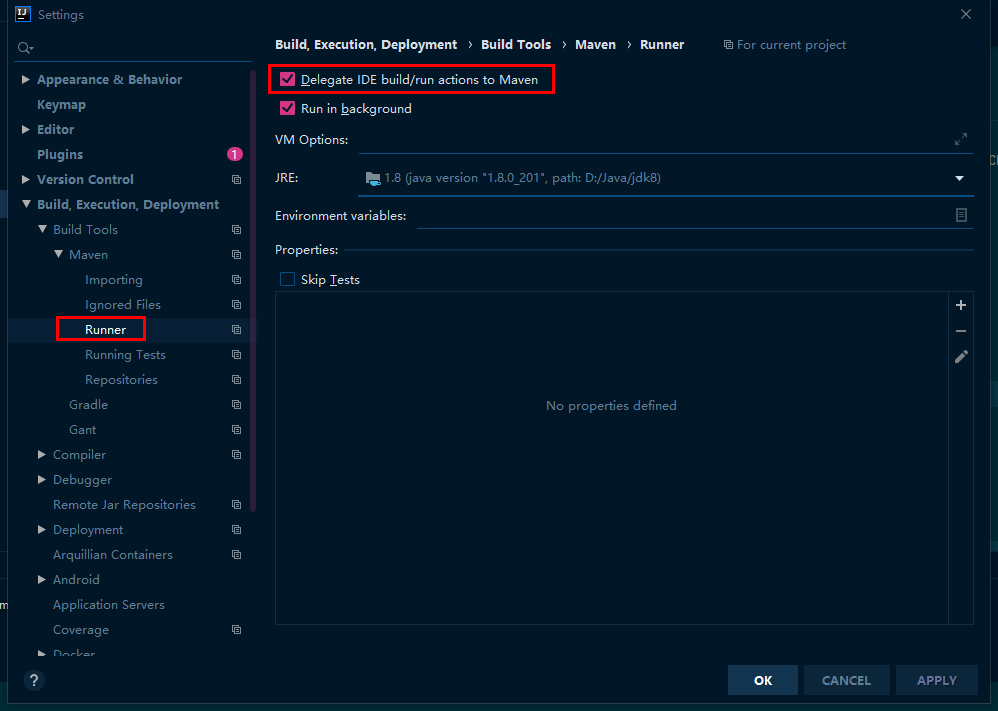 Settings
Build, Execution, Deployment › Build Tools › Maven › Runner For current project
Appearance & Behavior
Keymap
Editor
Plugins 1
Version Control
Build, Execution, Deployment
Build Tools
Maven
Importing
Ignored Files
Runner
Running Tests
Repositories
Gradle
Gant
Compiler
Debugger
Remote Jar Repositories
Deployment
Arquillian Containers
Android
Application Servers
Coverage
Docker
Delegate IDE build/run actions to Maven
Run in background
VM Options:
JRE: 1.8 (java version "1.8.0_201", path: D:/Java/jdk8)
Environment variables:
Properties:
Skip Tests
No properties defined
?
OK CANCEL APPLY